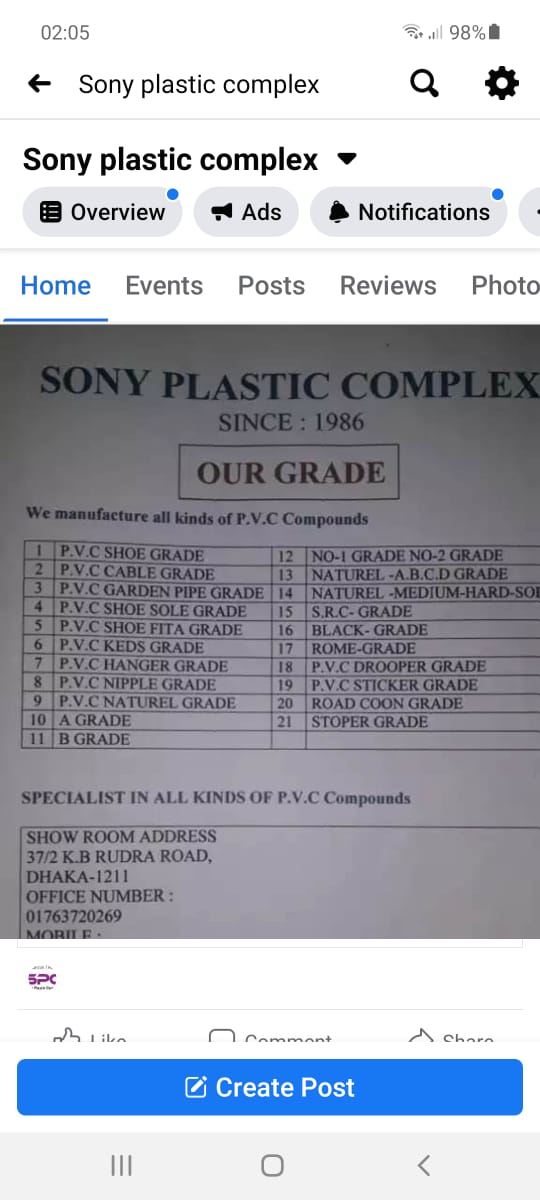 02:05
98%
Sony plastic complex
Sony plastic complex
Overview
Ads
Notifications
Home Events Posts Reviews Photo
SONY PLASTIC COMPLEX
SINCE : 1986
OUR GRADE
We manufacture all kinds of P.V.C Compounds
1 P.V.C SHOE GRADE 12 NO-1 GRADE NO-2 GRADE
2 P.V.C CABLE GRADE 13 NATUREL -A.B.C.D GRADE
3 P.V.C GARDEN PIPE GRADE 14 NATUREL -MEDIUM-HARD-SO
4 P.V.C SHOE SOLE GRADE 15 S.R.C- GRADE
5 P.V.C SHOE FITA GRADE 16 BLACK- GRADE
6 P.V.C KEDS GRADE 17 ROME-GRADE
7 P.V.C HANGER GRADE 18 P.V.C DROOPER GRADE
8 P.V.C NIPPLE GRADE 19 P.V.C STICKER GRADE
9 P.V.C NATUREL GRADE 20 ROAD COON GRADE
10 A GRADE 21 STOPER GRADE
11 B GRADE
SPECIALIST IN ALL KINDS OF P.V.C Compounds
SHOW ROOM ADDRESS
37/2 K.B RUDRA ROAD,
DHAKA-1211
OFFICE NUMBER :
01763720269
MOBILE :
SPC
Like Comment Share
Create Post